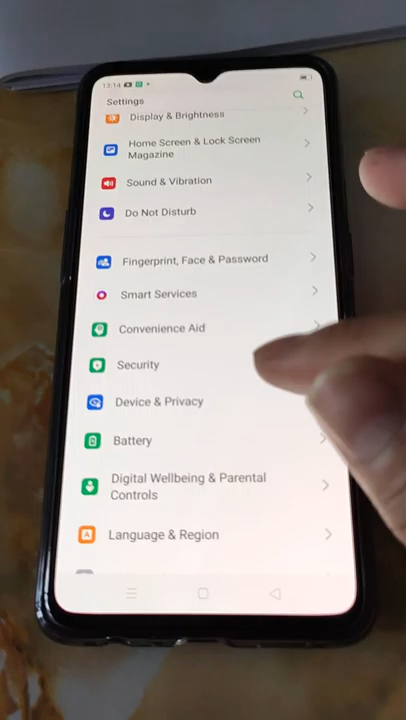 13:14
Settings
Display & Brightness
Home Screen & Lock Screen
Magazine
Sound & Vibration
Do Not Disturb
Fingerprint, Face & Password
Smart Services
Convenience Aid
Security
Device & Privacy
Battery
Digital Wellbeing & Parental
Controls
Language & Region